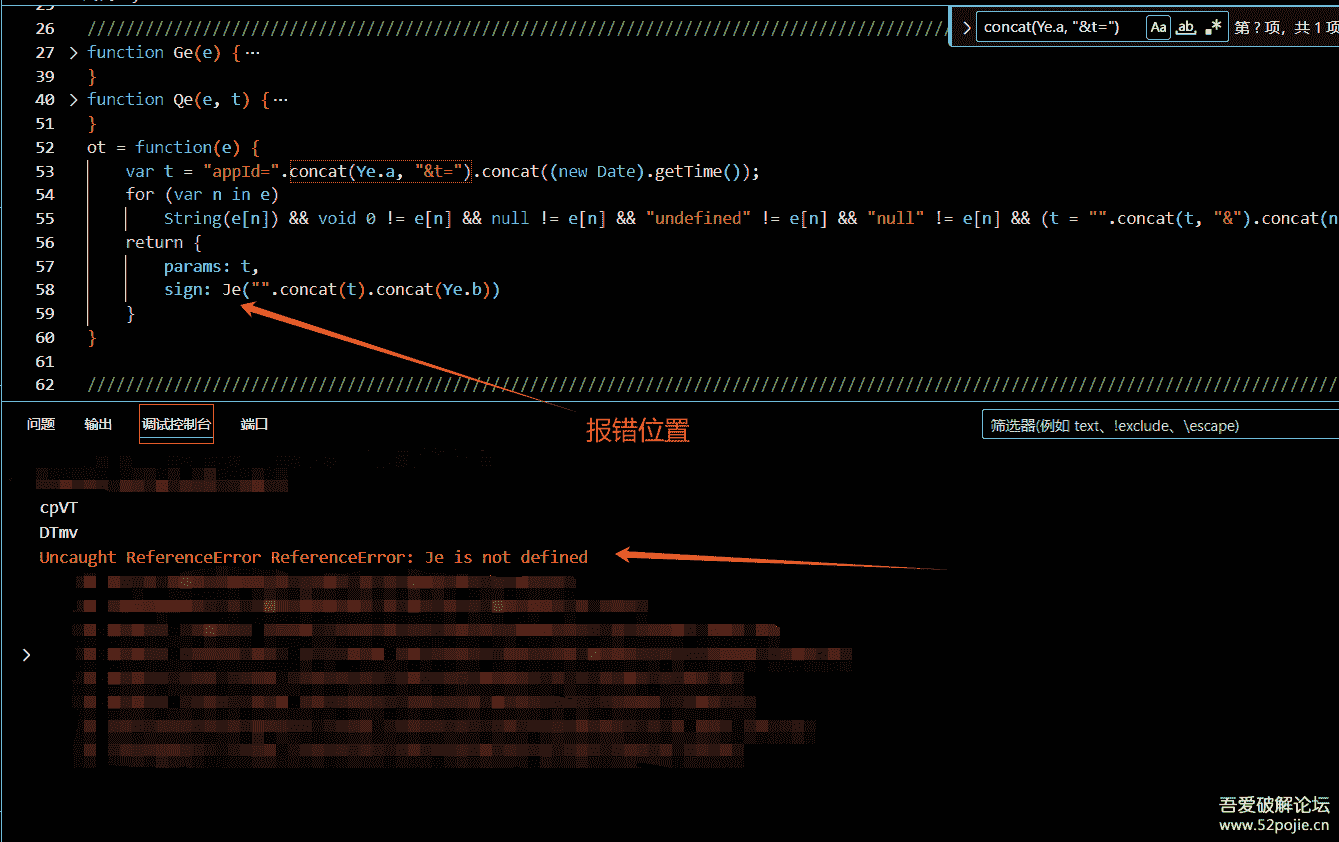 25
26 //////////////////////////////////////////////////////////////////////////////////////////
concat(Ye.a, "&t=") Aa ab .* 第 ? 项，共 1 项
27 > function Ge(e) {⋯
39 }
40 > function Qe(e, t) {⋯
51 }
52 ot = function(e) {
53 var t = "appId=".concat(Ye.a, "&t=").concat((new Date).getTime());
54 for (var n in e)
55 String(e[n]) && void 0 != e[n] && null != e[n] && "undefined" != e[n] && "null" != e[n] && (t = "".concat(t, "&").concat(n
56 return {
57 params: t,
58 sign: Je("".concat(t).concat(Ye.b))
59 }
60 }
61
62 //////////////////////////////////////////////////////////////////////////////////////////////////////////////////////////////////
问题 输出 调试控制台 端口
报错位置
筛选器(例如 text、!exclude、\escape)
cpVT
DTmv
Uncaught ReferenceError ReferenceError: Je is not defined
>
吾爱破解论坛
www.52pojie.cn